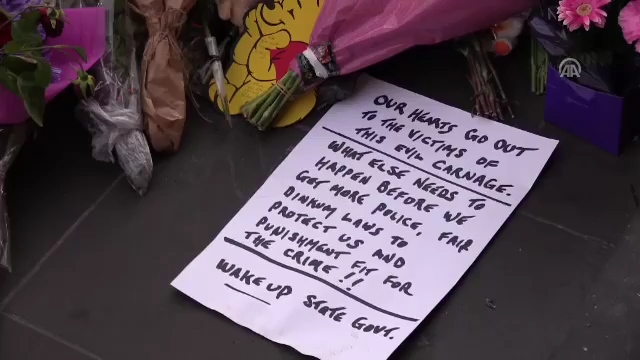 OUR HEARTS GO OUT
TO THE VICTIMS OF
THIS EVIL CARNAGE.
WHAT ELSE NEEDS TO
HAPPEN BEFORE WE
GET MORE POLICE, FAIR
DINKUM LAWS TO
PROTECT US AND
PUNISHMENT FIT FOR
THE CRIME!!
WAKE UP STATE GOVT.
AA